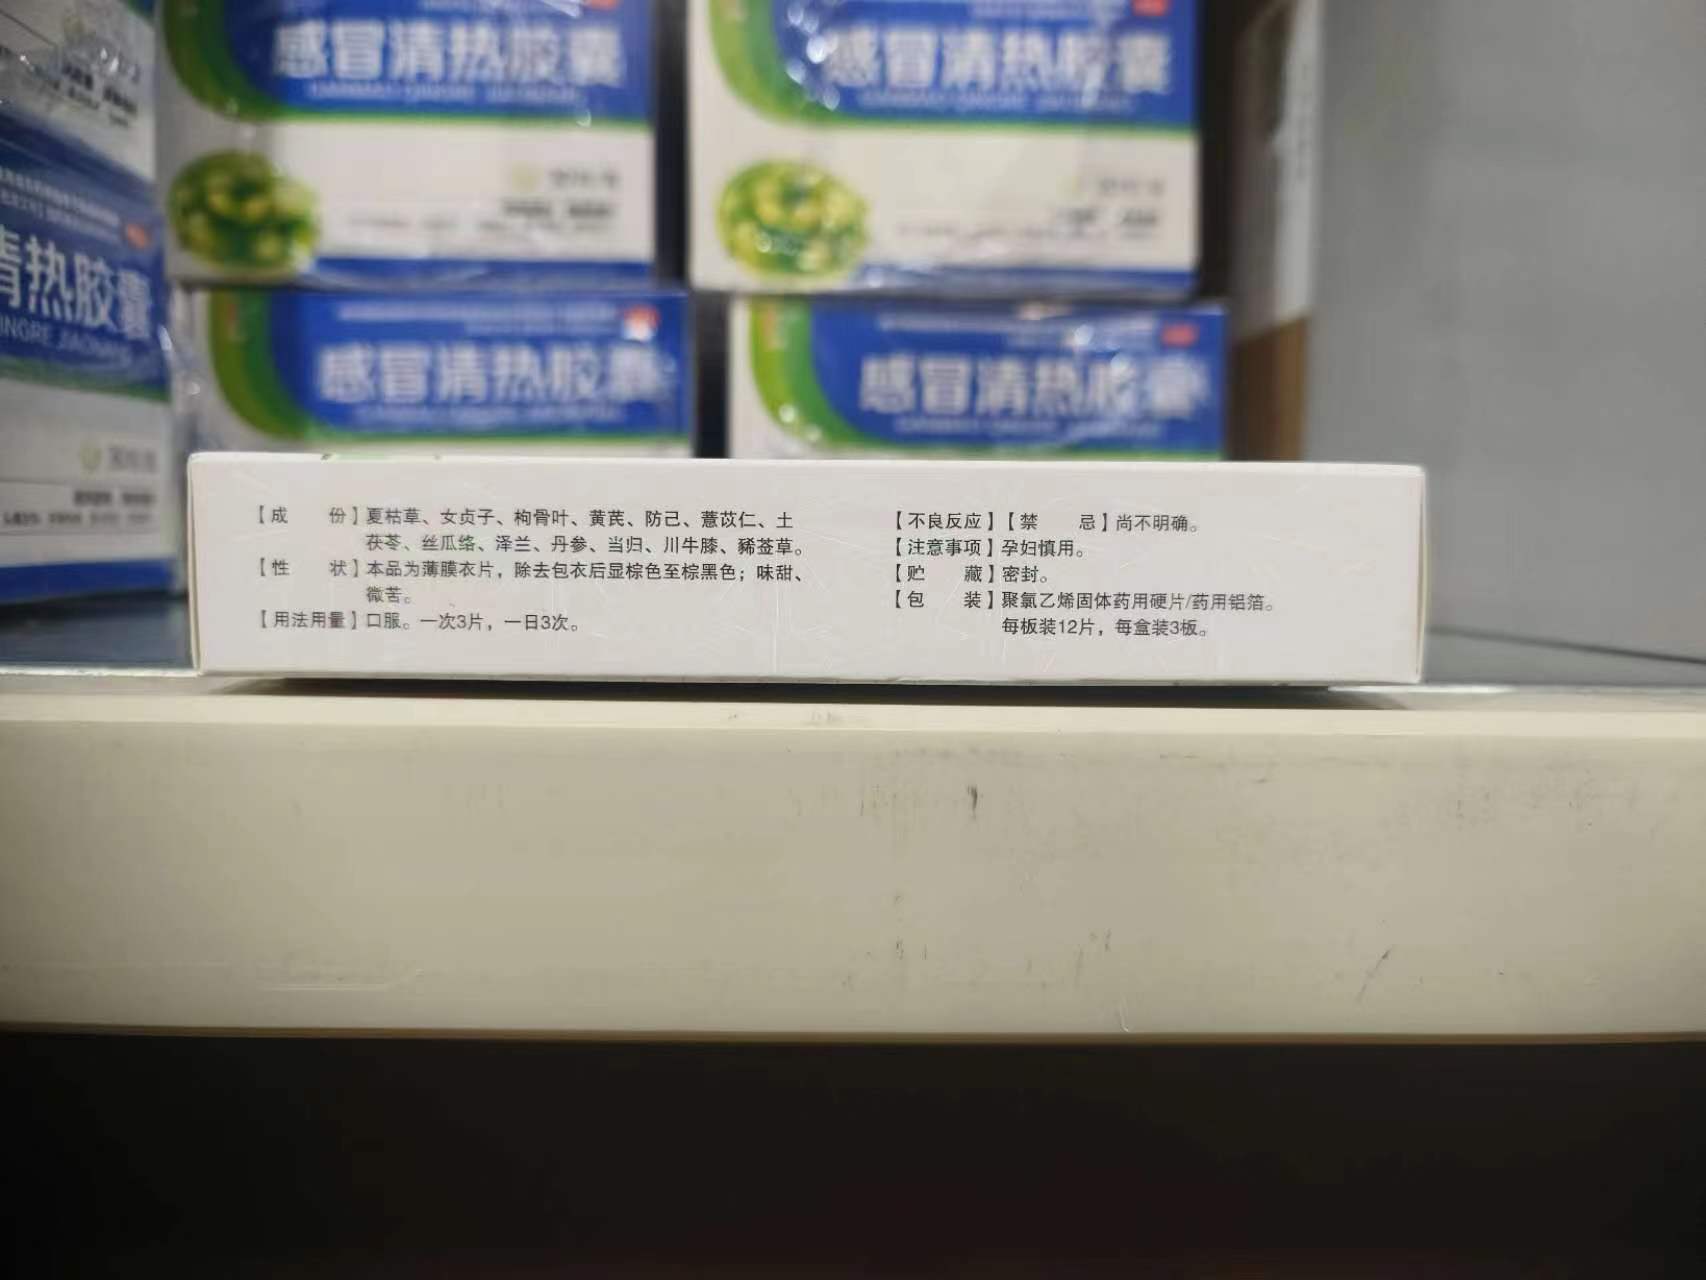 感冒清热胶囊
感冒清热胶囊
清热胶囊
感冒清热胶囊
感冒清热胶囊
【成　　份】夏枯草、女贞子、枸骨叶、黄芪、防己、薏苡仁、土
茯苓、丝瓜络、泽兰、丹参、当归、川牛膝、豨莶草。
【性　　状】本品为薄膜衣片，除去包衣后显棕色至棕黑色；味甜、
微苦。
【用法用量】口服。一次3片，一日3次。
【不良反应】【禁　　忌】尚不明确。
【注意事项】孕妇慎用。
【贮　　藏】密封。
【包　　装】聚氯乙烯固体药用硬片/药用铝箔。
每板装12片，每盒装3板。